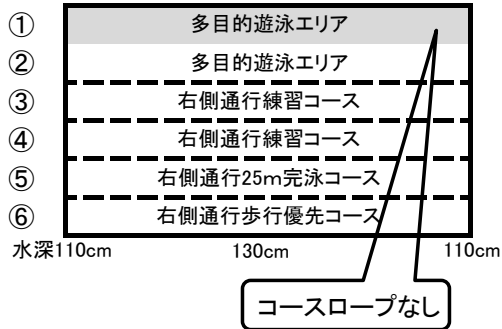 ① 多目的遊泳エリア
② 多目的遊泳エリア
③ 右側通行練習コース
④ 右側通行練習コース
⑤ 右側通行25m完泳コース
⑥ 右側通行歩行優先コース
水深110cm 130cm 110cm
コースロープなし